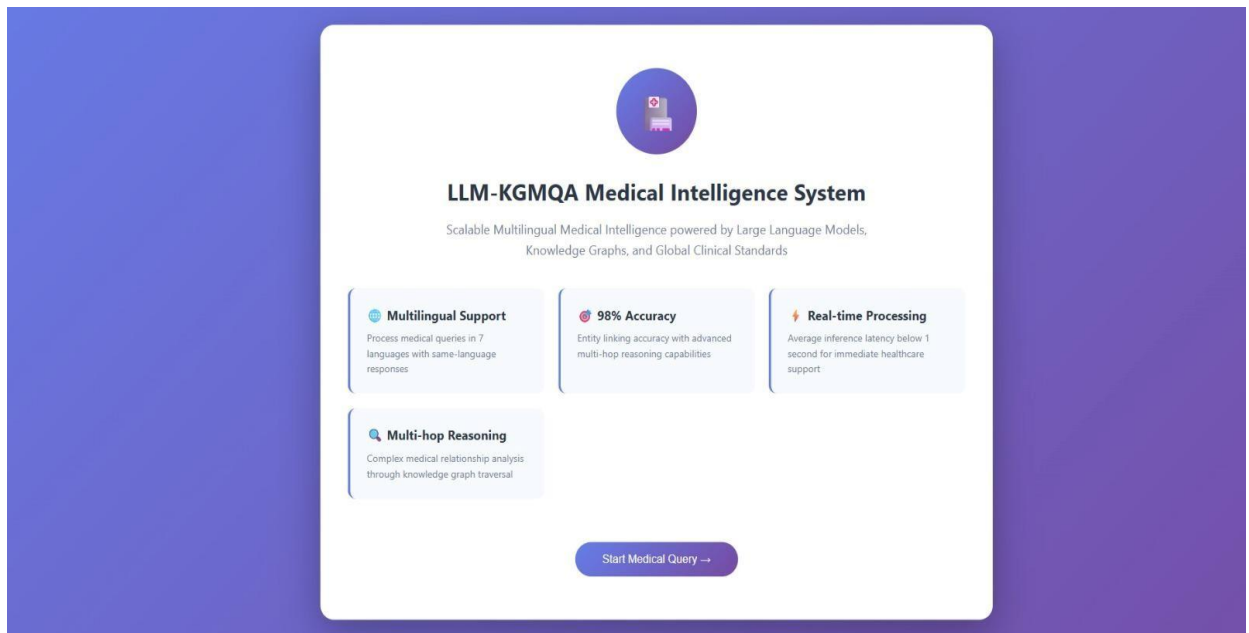 LLM-KGMQA Medical Intelligence System
Scalable Multilingual Medical Intelligence powered by Large Language Models,
Knowledge Graphs, and Global Clinical Standards
Multilingual Support
Process medical queries in 7
languages with same-language
responses
98% Accuracy
Entity linking accuracy with advanced
multi-hop reasoning capabilities
Real-time Processing
Average inference latency below 1
second for immediate healthcare
support
Multi-hop Reasoning
Complex medical relationship analysis
through knowledge graph traversal
Start Medical Query →